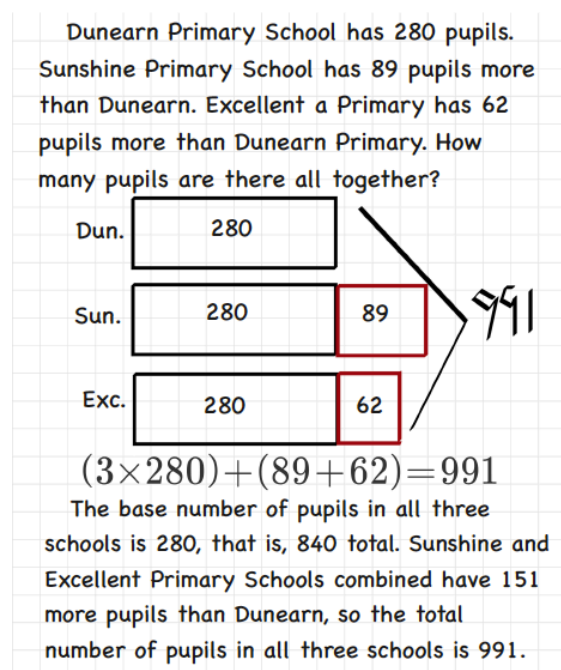 Dunearn Primary School has 280 pupils.
Sunshine Primary School has 89 pupils more
than Dunearn. Excellent a Primary has 62
pupils more than Dunearn Primary. How
many pupils are there all together?
Dun. 280
Sun. 280 89
991
Exc. 280 62
(3×280)+(89+62)=991
The base number of pupils in all three
schools is 280, that is, 840 total. Sunshine and
Excellent Primary Schools combined have 151
more pupils than Dunearn, so the total
number of pupils in all three schools is 991.